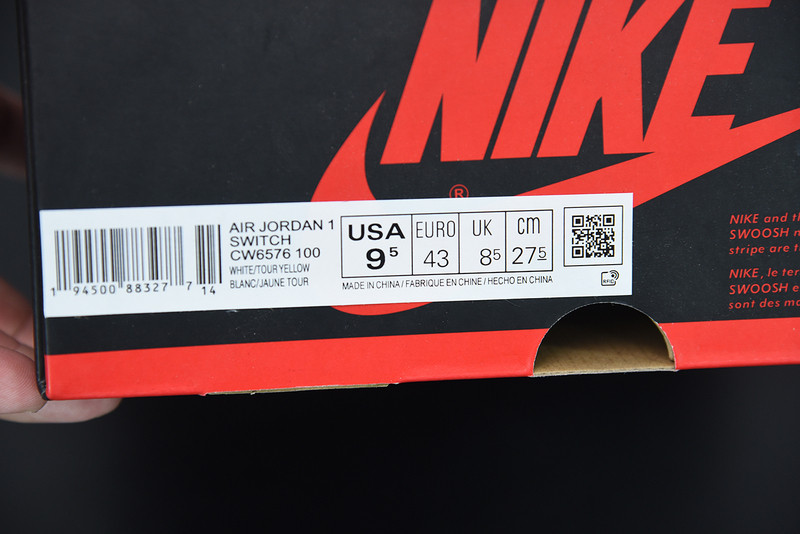 NIKE
®
AIR JORDAN 1
SWITCH
CW6576 100
WHITE/TOUR YELLOW
BLANC/JAUNE TOUR
1 94500 88327 7 14
USA EURO UK cm
9⁵ 43 8⁵ 27⁵
MADE IN CHINA / FABRIQUE EN CHINE / HECHO EN CHINA
RFID
NIKE and th
SWOOSH
stripe are t
NIKE, le ter
SWOOSH e
sont des ma